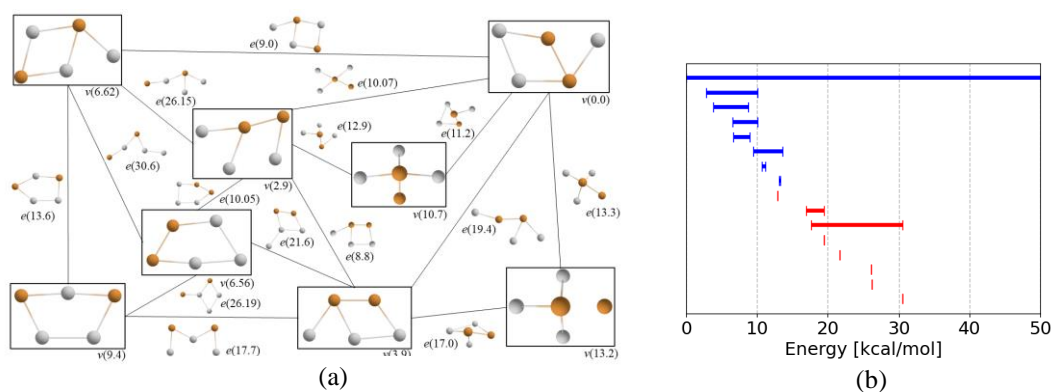 e(9.0)
v(6.62)
e(26.15)
e(10.07)
v(0.0)
e(12.9)
e(11.2)
e(30.6)
v(2.9)
e(13.6)
e(10.05)
v(10.7)
e(13.3)
e(21.6)
e(19.4)
e(8.8)
v(6.56)
e(26.19)
v(9.4)
e(17.7)
v(3.9)
e(17.0)
v(13.2)
(a)
0 10 20 30 40 50
Energy [kcal/mol]
(b)